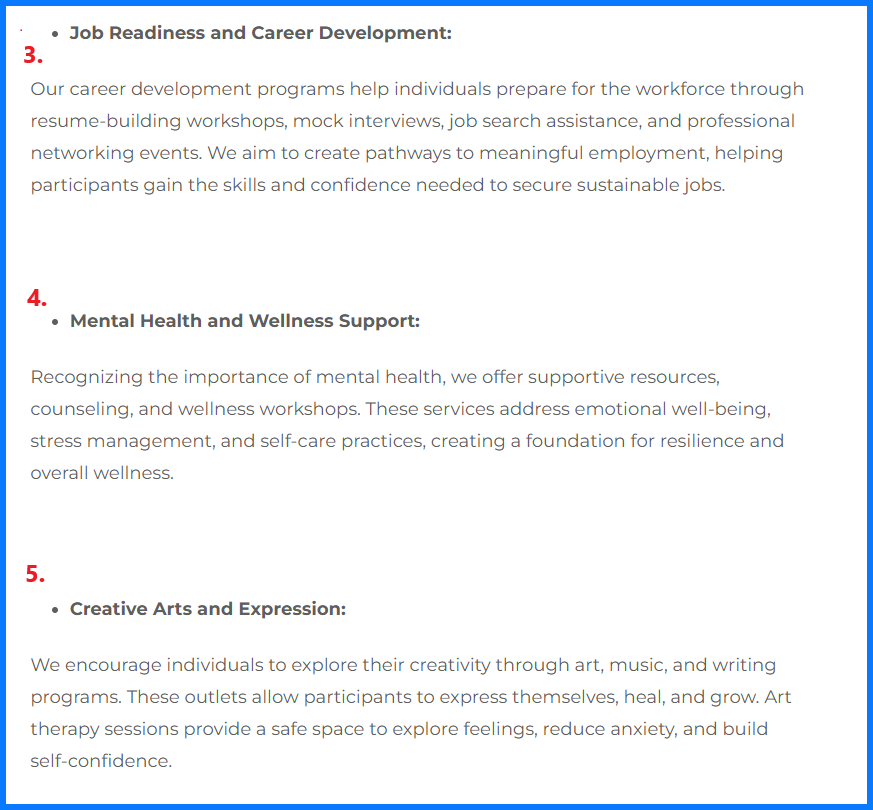 • Job Readiness and Career Development:
3.
Our career development programs help individuals prepare for the workforce through
resume-building workshops, mock interviews, job search assistance, and professional
networking events. We aim to create pathways to meaningful employment, helping
participants gain the skills and confidence needed to secure sustainable jobs.
4.
• Mental Health and Wellness Support:
Recognizing the importance of mental health, we offer supportive resources,
counseling, and wellness workshops. These services address emotional well-being,
stress management, and self-care practices, creating a foundation for resilience and
overall wellness.
5.
• Creative Arts and Expression:
We encourage individuals to explore their creativity through art, music, and writing
programs. These outlets allow participants to express themselves, heal, and grow. Art
therapy sessions provide a safe space to explore feelings, reduce anxiety, and build
self-confidence.